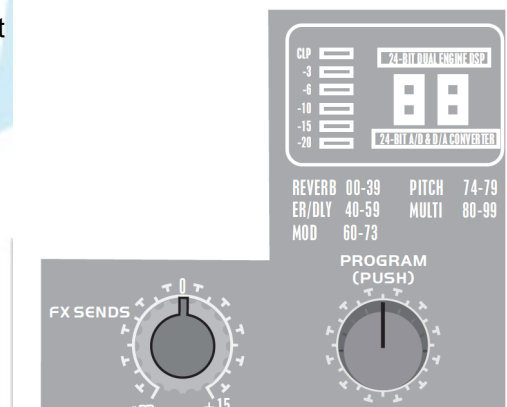 t
CLP
-3
-6
-10
-15
-20
24-BIT DUAL ENGINE DSP
88
24-BIT A/D & D/A CONVERTER
REVERB 00-39 PITCH 74-79
ER/DLY 40-59 MULTI 80-99
MOD 60-73
PROGRAM
(PUSH)
0
FX SENDS
-∞
+15